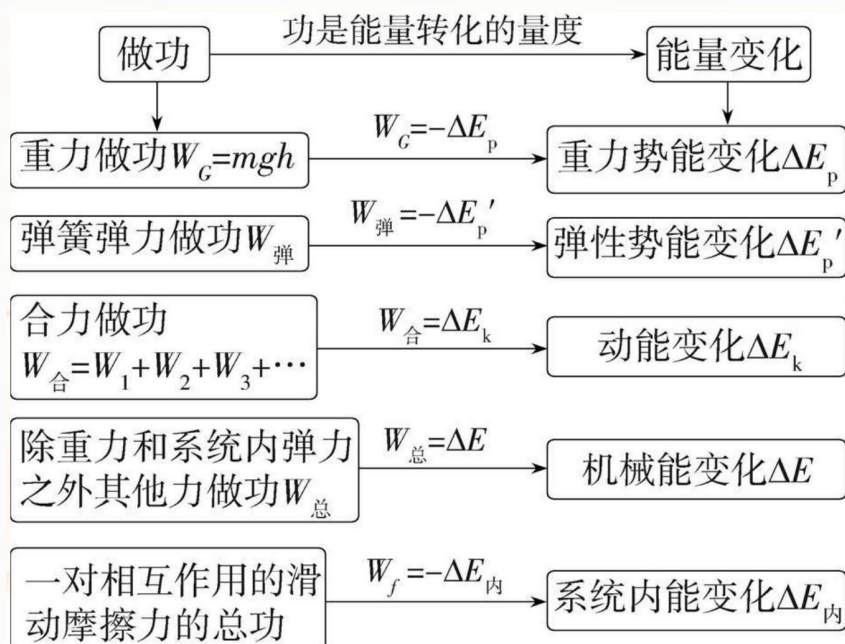 功是能量转化的量度
做功
能量变化
重力做功W_G=mgh
W_G=-ΔE_p
重力势能变化ΔE_p
弹簧弹力做功W_弹
W_弹=-ΔE_p′
弹性势能变化ΔE_p′
合力做功
W_合=W_1+W_2+W_3+⋯
W_合=ΔE_k
动能变化ΔE_k
除重力和系统内弹力
之外其他力做功W_总
W_总=ΔE
机械能变化ΔE
一对相互作用的滑
动摩擦力的总功
W_f=-ΔE_内
系统内能变化ΔE_内